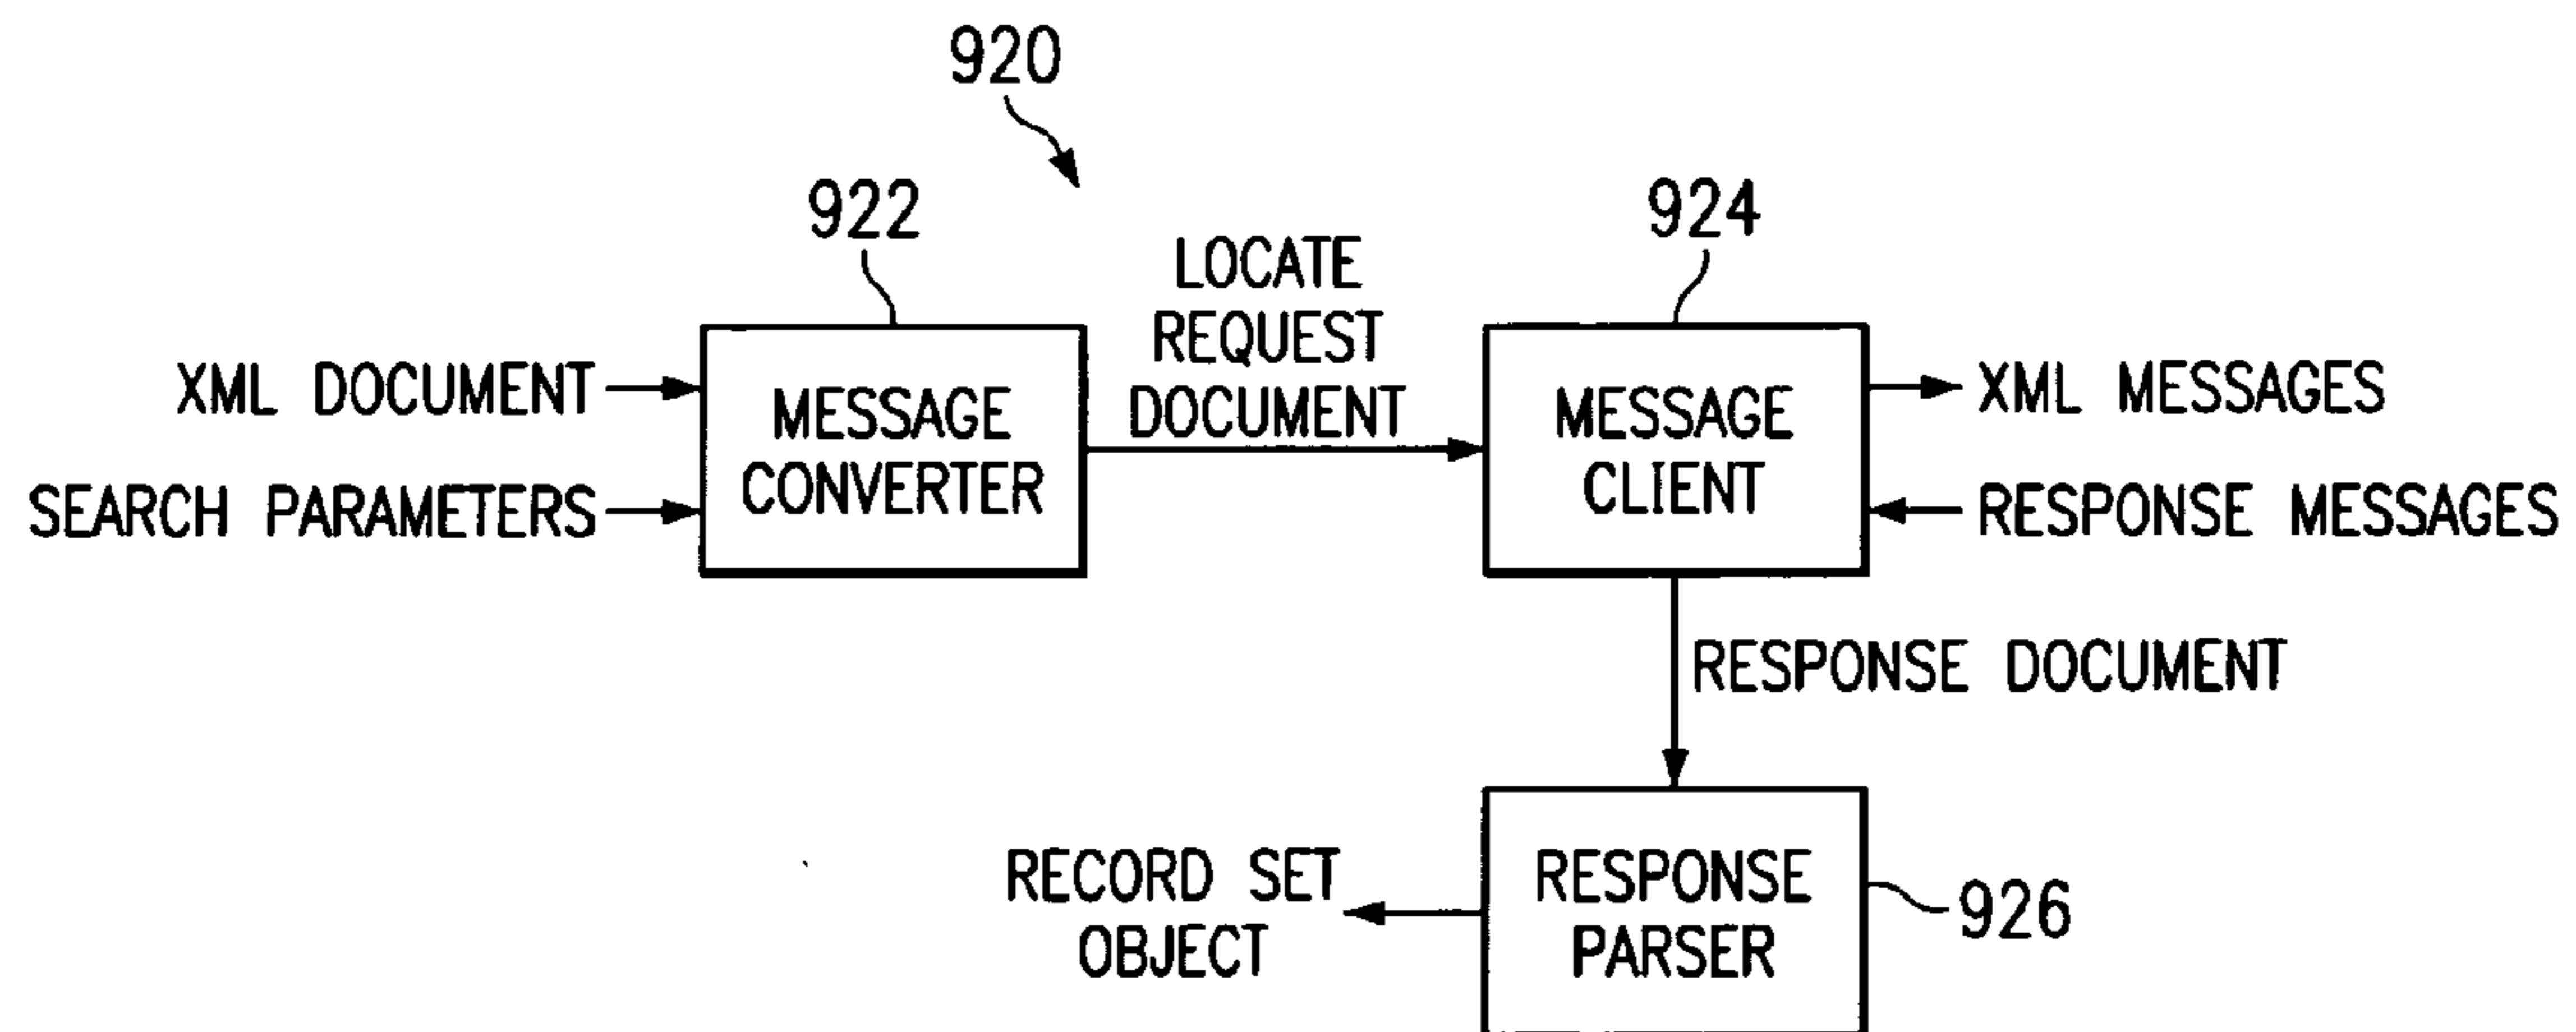 920
922
924
LOCATE
REQUEST
DOCUMENT
XML DOCUMENT
SEARCH PARAMETERS
MESSAGE
CONVERTER
MESSAGE
CLIENT
XML MESSAGES
RESPONSE MESSAGES
RESPONSE DOCUMENT
RECORD SET
OBJECT
RESPONSE
PARSER
926